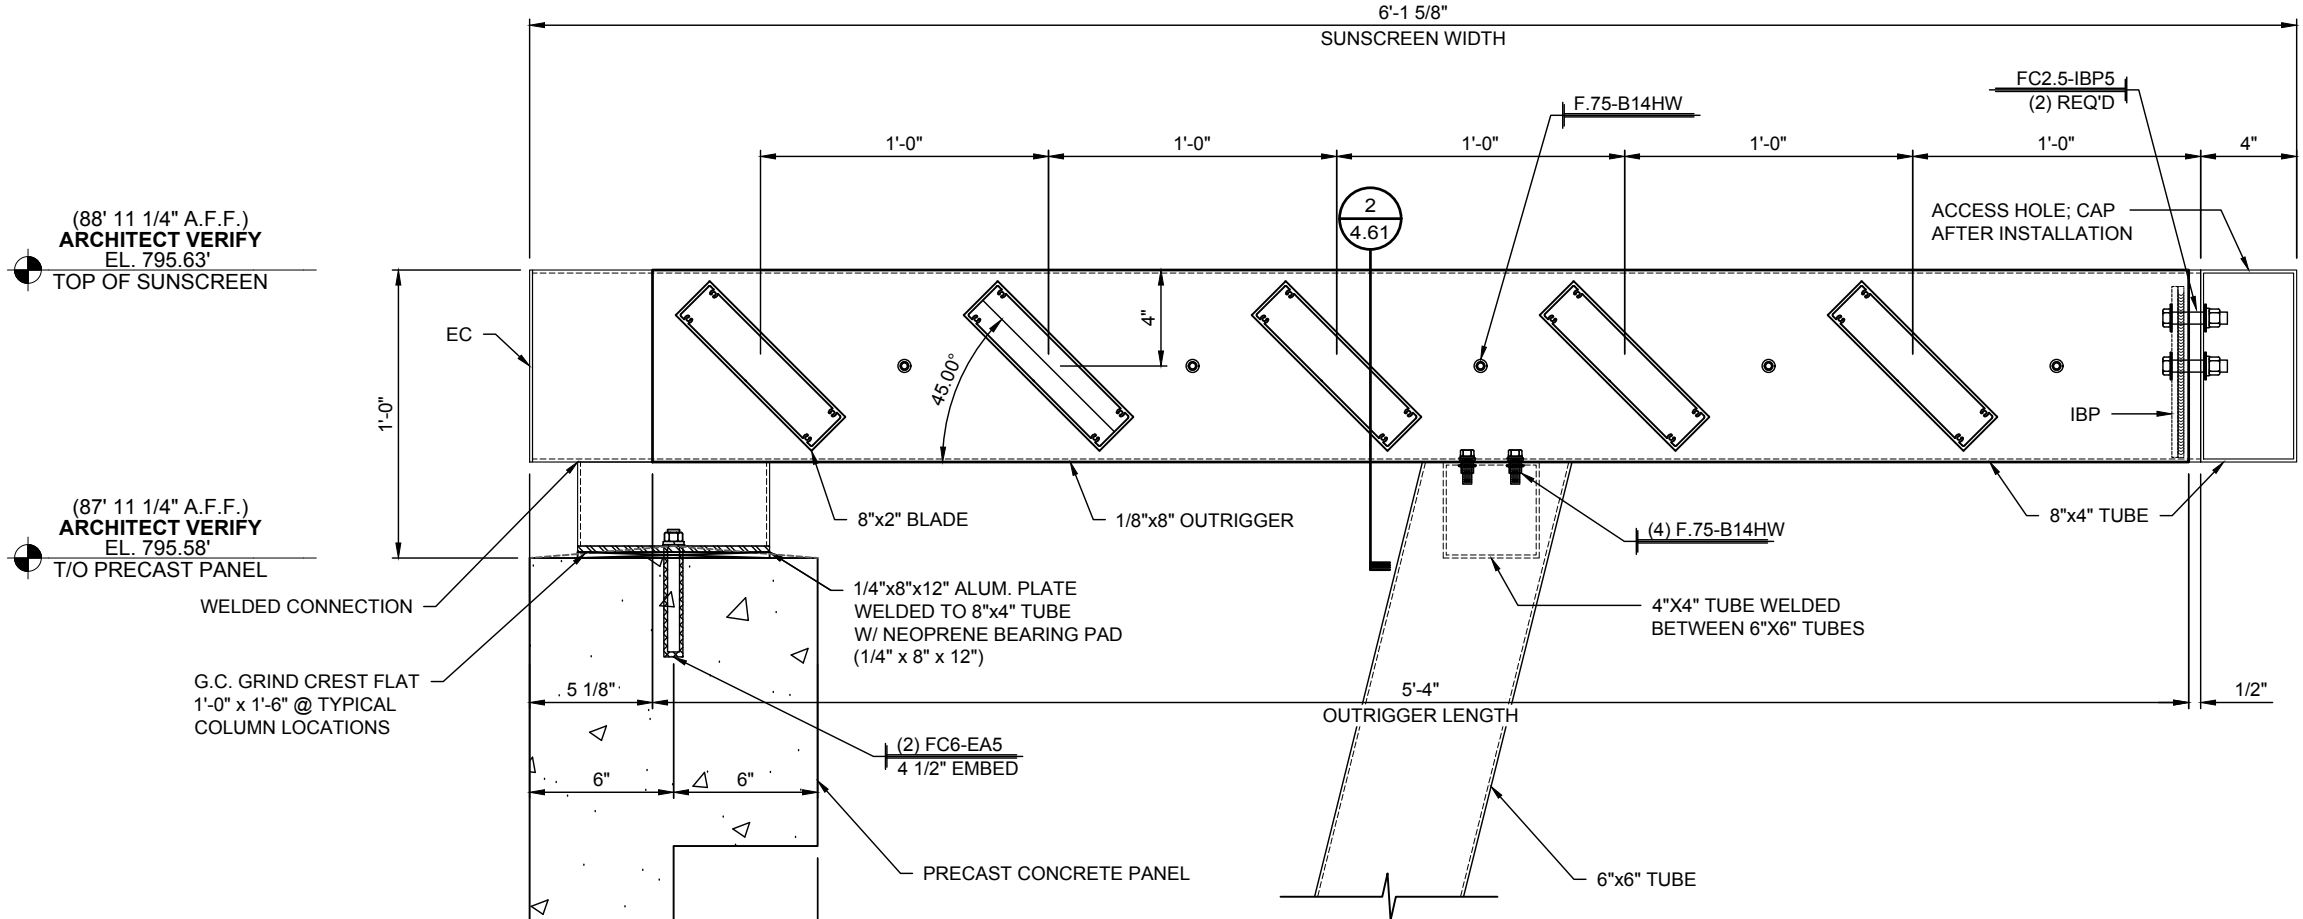 6'-1 5/8"
SUNSCREEN WIDTH
FC2.5-IBP5
(2) REQ'D
F.75-B14HW
1'-0"
1'-0"
1'-0"
1'-0"
1'-0"
4"
2
4.61
ACCESS HOLE; CAP
AFTER INSTALLATION
(88' 11 1/4" A.F.F.)
ARCHITECT VERIFY
EL. 795.63'
TOP OF SUNSCREEN
EC
4"
45.00°
1'-0"
IBP
(87' 11 1/4" A.F.F.)
ARCHITECT VERIFY
EL. 795.58'
T/O PRECAST PANEL
8"x2" BLADE
1/8"x8" OUTRIGGER
(4) F.75-B14HW
8"x4" TUBE
WELDED CONNECTION
1/4"x8"x12" ALUM. PLATE
WELDED TO 8"x4" TUBE
W/ NEOPRENE BEARING PAD
(1/4" x 8" x 12")
4"X4" TUBE WELDED
BETWEEN 6"X6" TUBES
G.C. GRIND CREST FLAT
1'-0" x 1'-6" @ TYPICAL
COLUMN LOCATIONS
5 1/8"
5'-4"
OUTRIGGER LENGTH
1/2"
(2) FC6-EA5
4 1/2" EMBED
6"
6"
PRECAST CONCRETE PANEL
6"x6" TUBE